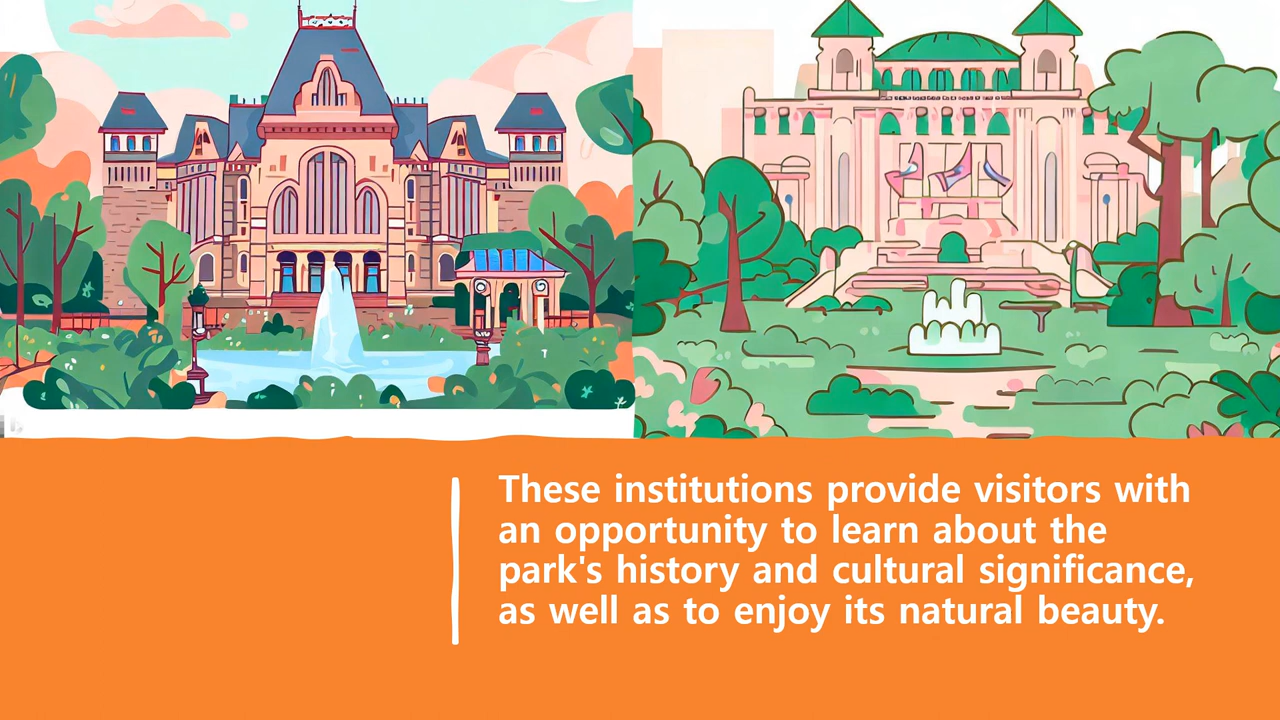 These institutions provide visitors with
an opportunity to learn about the
park's history and cultural significance,
as well as to enjoy its natural beauty.